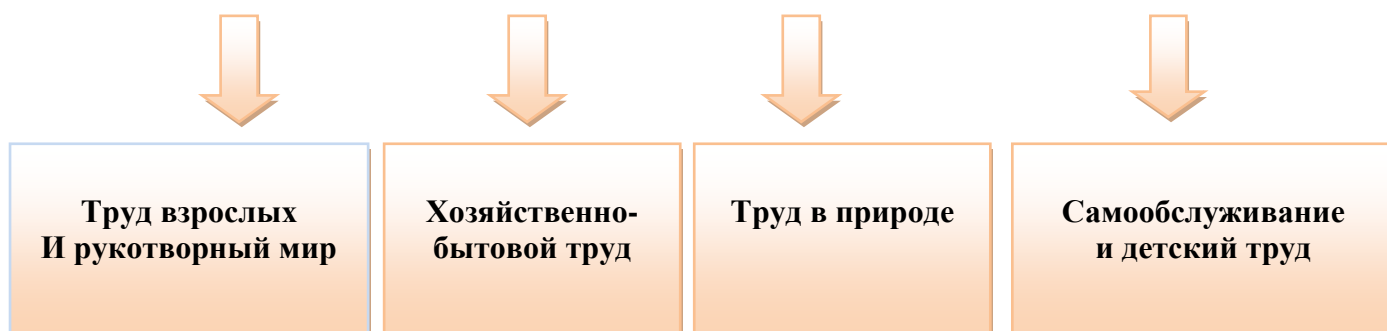 Труд взрослых
И рукотворный мир
Хозяйственно-
бытовой труд
Труд в природе
Самообслуживание
и детский труд